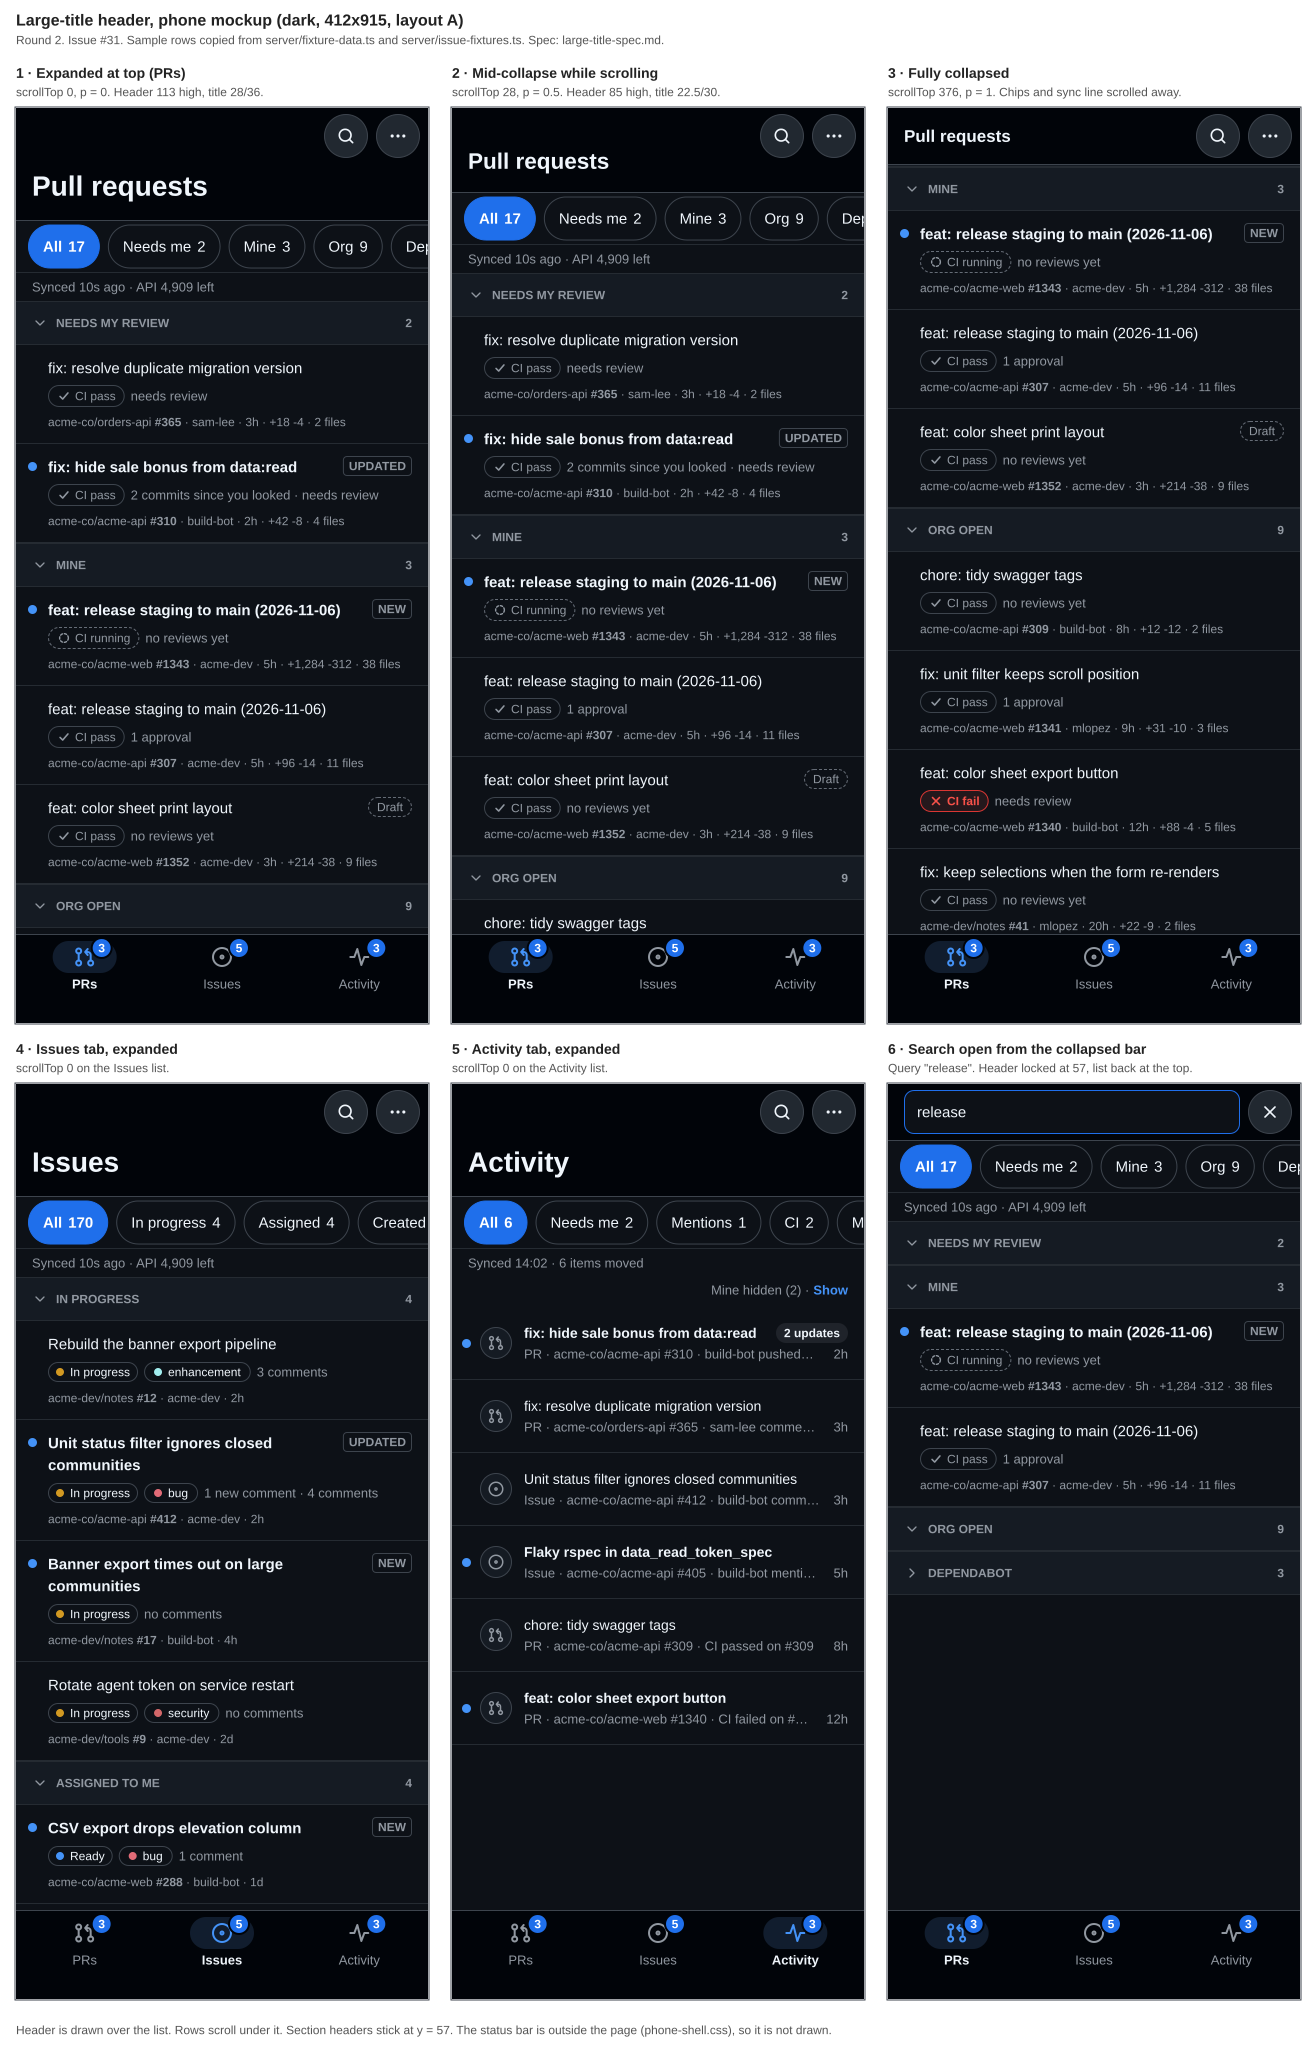 Large-title header, phone mockup (dark, 412x915, layout A)
Round 2. Issue #31. Sample rows copied from server/fixture-data.ts and server/issue-fixtures.ts. Spec: large-title-spec.md.
1 · Expanded at top (PRs)
scrollTop 0, p = 0. Header 113 high, title 28/36.
Pull requests
All 17 Needs me 2 Mine 3 Org 9 Dep
Synced 10s ago · API 4,909 left
NEEDS MY REVIEW 2
fix: resolve duplicate migration version
CI pass needs review
acme-co/orders-api #365 · sam-lee · 3h · +18 -4 · 2 files
fix: hide sale bonus from data:read UPDATED
CI pass 2 commits since you looked · needs review
acme-co/acme-api #310 · build-bot · 2h · +42 -8 · 4 files
MINE 3
feat: release staging to main (2026-11-06) NEW
CI running no reviews yet
acme-co/acme-web #1343 · acme-dev · 5h · +1,284 -312 · 38 files
feat: release staging to main (2026-11-06)
CI pass 1 approval
acme-co/acme-api #307 · acme-dev · 5h · +96 -14 · 11 files
feat: color sheet print layout Draft
CI pass no reviews yet
acme-co/acme-web #1352 · acme-dev · 3h · +214 -38 · 9 files
ORG OPEN 9
3 5 3
PRs Issues Activity
2 · Mid-collapse while scrolling
scrollTop 28, p = 0.5. Header 85 high, title 22.5/30.
Pull requests
All 17 Needs me 2 Mine 3 Org 9 Dep
Synced 10s ago · API 4,909 left
NEEDS MY REVIEW 2
fix: resolve duplicate migration version
CI pass needs review
acme-co/orders-api #365 · sam-lee · 3h · +18 -4 · 2 files
fix: hide sale bonus from data:read UPDATED
CI pass 2 commits since you looked · needs review
acme-co/acme-api #310 · build-bot · 2h · +42 -8 · 4 files
MINE 3
feat: release staging to main (2026-11-06) NEW
CI running no reviews yet
acme-co/acme-web #1343 · acme-dev · 5h · +1,284 -312 · 38 files
feat: release staging to main (2026-11-06)
CI pass 1 approval
acme-co/acme-api #307 · acme-dev · 5h · +96 -14 · 11 files
feat: color sheet print layout Draft
CI pass no reviews yet
acme-co/acme-web #1352 · acme-dev · 3h · +214 -38 · 9 files
ORG OPEN 9
chore: tidy swagger tags
3 5 3
PRs Issues Activity
3 · Fully collapsed
scrollTop 376, p = 1. Chips and sync line scrolled away.
Pull requests
MINE 3
feat: release staging to main (2026-11-06) NEW
CI running no reviews yet
acme-co/acme-web #1343 · acme-dev · 5h · +1,284 -312 · 38 files
feat: release staging to main (2026-11-06)
CI pass 1 approval
acme-co/acme-api #307 · acme-dev · 5h · +96 -14 · 11 files
feat: color sheet print layout Draft
CI pass no reviews yet
acme-co/acme-web #1352 · acme-dev · 3h · +214 -38 · 9 files
ORG OPEN 9
chore: tidy swagger tags
CI pass no reviews yet
acme-co/acme-api #309 · build-bot · 8h · +12 -12 · 2 files
fix: unit filter keeps scroll position
CI pass 1 approval
acme-co/acme-web #1341 · mlopez · 9h · +31 -10 · 3 files
feat: color sheet export button
CI fail needs review
acme-co/acme-web #1340 · build-bot · 12h · +88 -4 · 5 files
fix: keep selections when the form re-renders
CI pass no reviews yet
acme-dev/notes #41 · mlopez · 20h · +22 -9 · 2 files
3 5 3
PRs Issues Activity
4 · Issues tab, expanded
scrollTop 0 on the Issues list.
Issues
All 170 In progress 4 Assigned 4 Created
Synced 10s ago · API 4,909 left
IN PROGRESS 4
Rebuild the banner export pipeline
In progress enhancement 3 comments
acme-dev/notes #12 · acme-dev · 2h
Unit status filter ignores closed UPDATED
communities
In progress bug 1 new comment · 4 comments
acme-co/acme-api #412 · acme-dev · 2h
Banner export times out on large NEW
communities
In progress no comments
acme-dev/notes #17 · build-bot · 4h
Rotate agent token on service restart
In progress security no comments
acme-dev/tools #9 · acme-dev · 2d
ASSIGNED TO ME 4
CSV export drops elevation column NEW
Ready bug 1 comment
acme-co/acme-web #288 · build-bot · 1d
3 5 3
PRs Issues Activity
5 · Activity tab, expanded
scrollTop 0 on the Activity list.
Activity
All 6 Needs me 2 Mentions 1 CI 2 M
Synced 14:02 · 6 items moved
Mine hidden (2) · Show
fix: hide sale bonus from data:read 2 updates
PR · acme-co/acme-api #310 · build-bot pushed… 2h
fix: resolve duplicate migration version
PR · acme-co/orders-api #365 · sam-lee comme… 3h
Unit status filter ignores closed communities
Issue · acme-co/acme-api #412 · build-bot comm… 3h
Flaky rspec in data_read_token_spec
Issue · acme-co/acme-api #405 · build-bot menti… 5h
chore: tidy swagger tags
PR · acme-co/acme-api #309 · CI passed on #309 8h
feat: color sheet export button
PR · acme-co/acme-web #1340 · CI failed on #… 12h
3 5 3
PRs Issues Activity
6 · Search open from the collapsed bar
Query "release". Header locked at 57, list back at the top.
release
All 17 Needs me 2 Mine 3 Org 9 Dep
Synced 10s ago · API 4,909 left
NEEDS MY REVIEW 2
MINE 3
feat: release staging to main (2026-11-06) NEW
CI running no reviews yet
acme-co/acme-web #1343 · acme-dev · 5h · +1,284 -312 · 38 files
feat: release staging to main (2026-11-06)
CI pass 1 approval
acme-co/acme-api #307 · acme-dev · 5h · +96 -14 · 11 files
ORG OPEN 9
DEPENDABOT 3
3 5 3
PRs Issues Activity
Header is drawn over the list. Rows scroll under it. Section headers stick at y = 57. The status bar is outside the page (phone-shell.css), so it is not drawn.